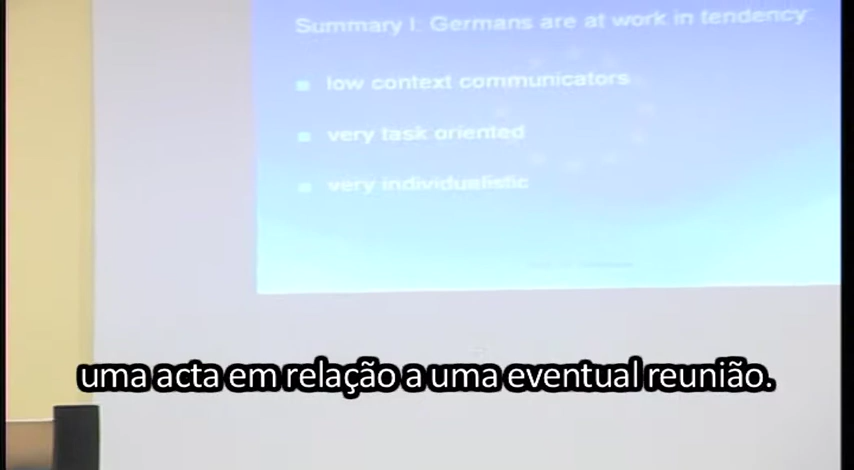 Summary I: Germans are at work in tendency:
low context communicators
very task oriented
very individualistic
uma acta em relação a uma eventual reunião.